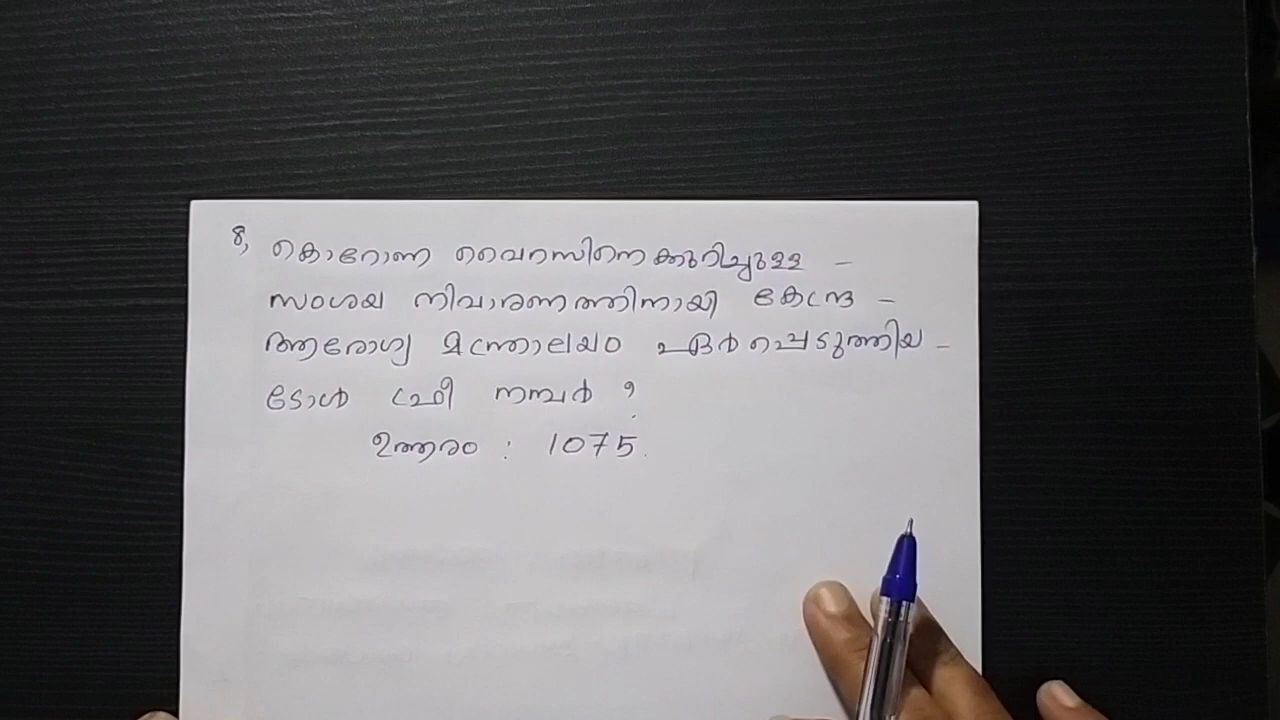 8, കൊറോണ വൈറസിനെക്കുറിച്ചുള്ള –
സംശയ നിവാരണത്തിനായി കേന്ദ്ര –
ആരോഗ്യ മന്ത്രാലയം ഏർപ്പെടുത്തിയ –
ടോൾ ഫ്രീ നമ്പർ ?
ഉത്തരം : 1075.